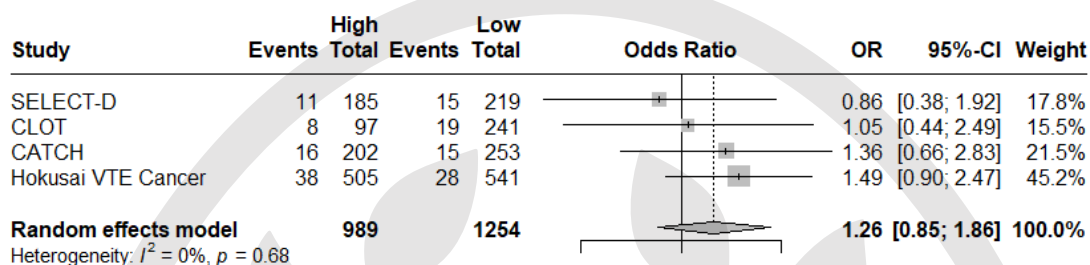 High Low
Study Events Total Events Total Odds Ratio OR 95%-CI Weight
SELECT-D 11 185 15 219 0.86 [0.38; 1.92] 17.8%
CLOT 8 97 19 241 1.05 [0.44; 2.49] 15.5%
CATCH 16 202 15 253 1.36 [0.66; 2.83] 21.5%
Hokusai VTE Cancer 38 505 28 541 1.49 [0.90; 2.47] 45.2%
Random effects model 989 1254 1.26 [0.85; 1.86] 100.0%
Heterogeneity: I² = 0%, p = 0.68